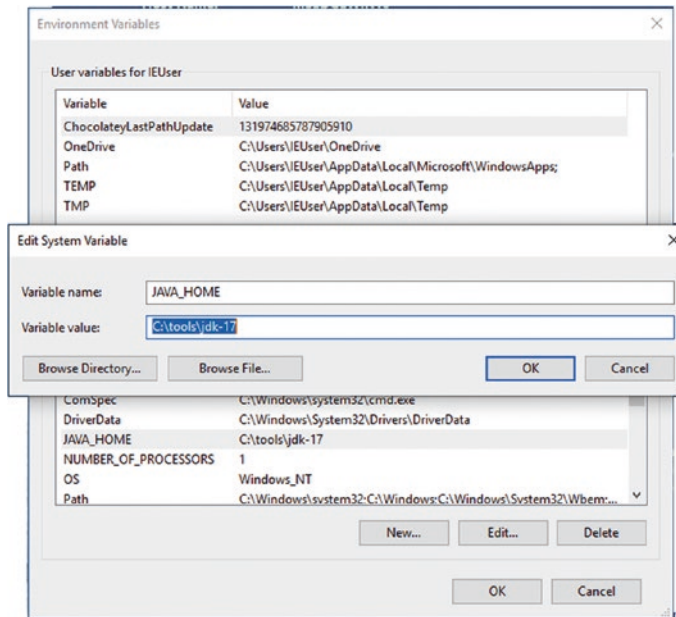 Environment Variables
User variables for IEUser
Variable Value
ChocolateyLastPathUpdate 131974685787905910
OneDrive C:\Users\IEUser\OneDrive
Path C:\Users\IEUser\AppData\Local\Microsoft\WindowsApps;
TEMP C:\Users\IEUser\AppData\Local\Temp
TMP C:\Users\IEUser\AppData\Local\Temp
Edit System Variable
Variable name: JAVA_HOME
Variable value: C:\tools\jdk-17
Browse Directory... Browse File... OK Cancel
ComSpec C:\Windows\system32\cmd.exe
DriverData C:\Windows\System32\Drivers\DriverData
JAVA_HOME C:\tools\jdk-17
NUMBER_OF_PROCESSORS 1
OS Windows_NT
Path C:\Windows\system32;C:\Windows;C:\Windows\System32\Wbem;...
New... Edit... Delete
OK Cancel